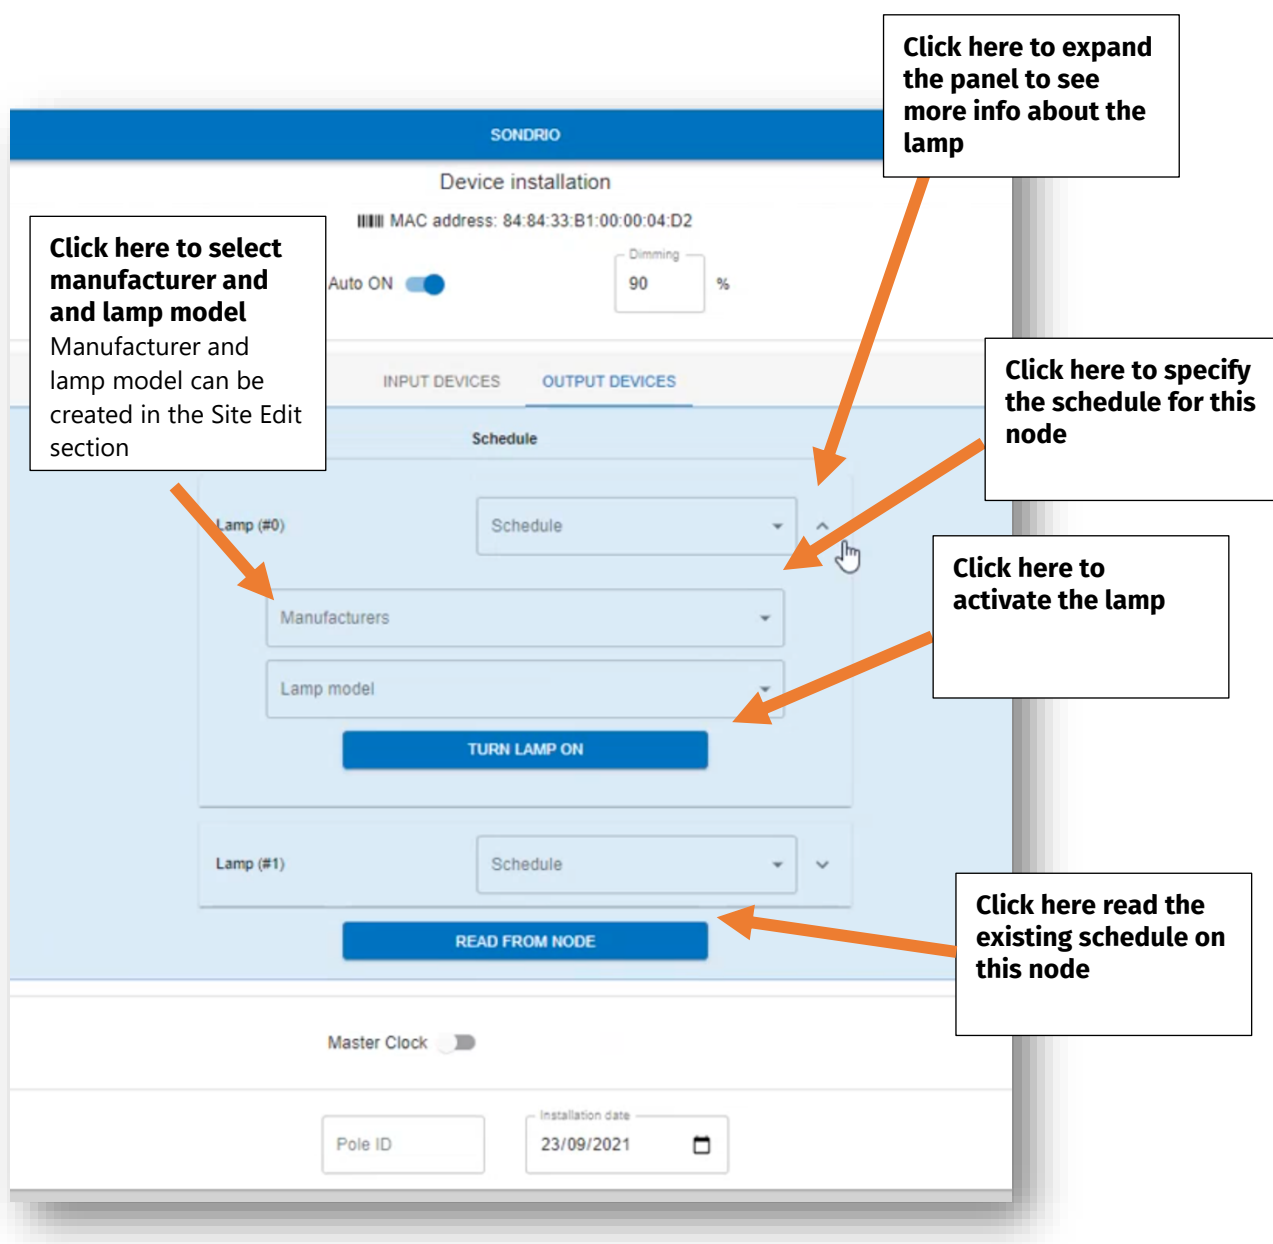 Click here to expand
the panel to see
more info about the
lamp
SONDRIO
Device installation
MAC address: 84:84:33:B1:00:00:04:D2
Click here to select
manufacturer and
and lamp model
Manufacturer and
lamp model can be
created in the Site Edit
section
Auto ON
Dimming
90 %
Click here to specify
the schedule for this
node
INPUT DEVICES OUTPUT DEVICES
Schedule
Lamp (#0) Schedule
Click here to
activate the lamp
Manufacturers
Lamp model
TURN LAMP ON
Lamp (#1) Schedule
Click here read the
existing schedule on
this node
READ FROM NODE
Master Clock
Installation date
Pole ID 23/09/2021